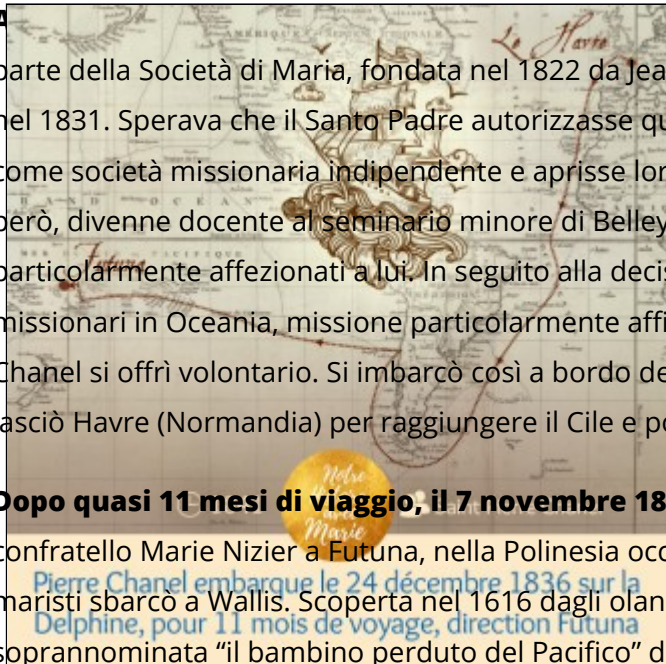 parte della Società di Maria, fondata nel 1822 da Jea
nel 1831. Sperava che il Santo Padre autorizzasse qu
come società missionaria indipendente e aprisse lor
però, divenne docente al seminario minore di Belley
particolarmente affezionati a lui. In seguito alla decis
missionari in Oceania, missione particolarmente affi
Chanel si offrì volontario. Si imbarcò così a bordo de
lasciò Havre (Normandia) per raggiungere il Cile e po
Dopo quasi 11 mesi di viaggio, il 7 novembre 18
confratello Marie Nizier a Futuna, nella Polinesia occ
maristi sbarcò a Wallis. Scoperta nel 1616 dagli olan
soprannominata “il bambino perduto del Pacifico” d
Le Havre
Futuna
Notre
avec
Marie
Pierre Chanel embarque le 24 décembre 1836 sur la
Delphine, pour 11 mois de voyage, direction Futuna